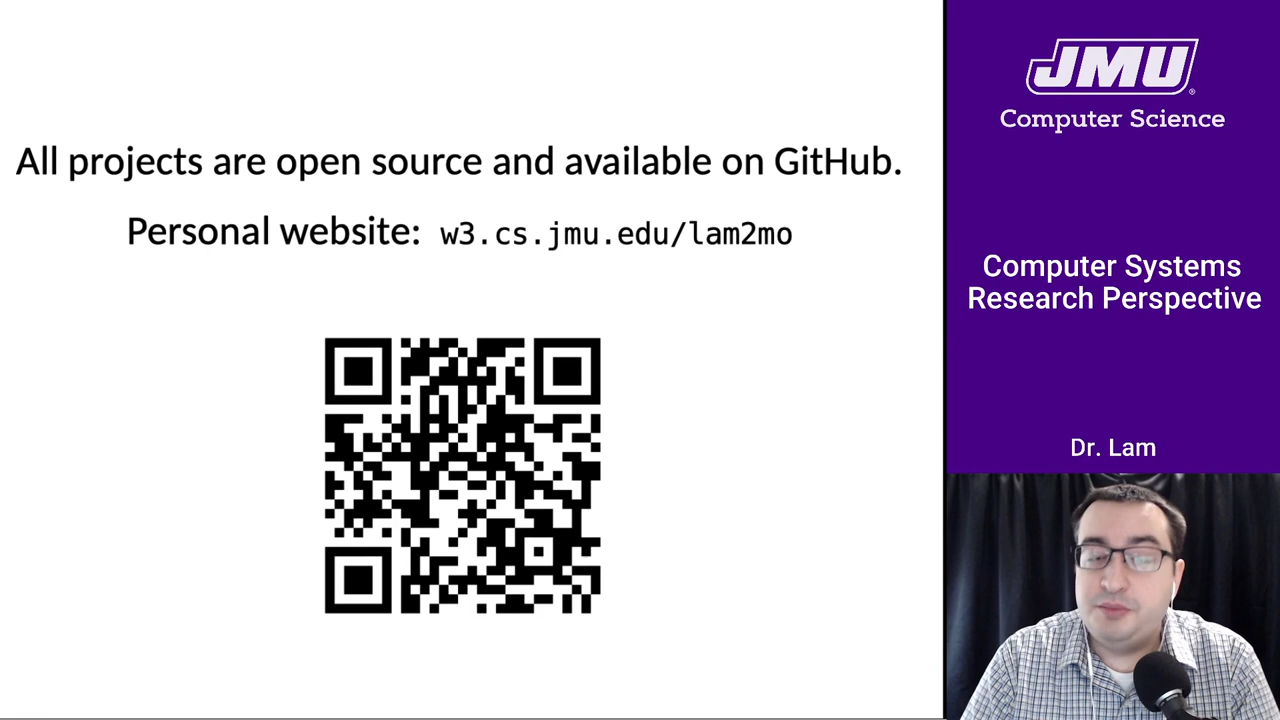 All projects are open source and available on GitHub.
Personal website: w3.cs.jmu.edu/lam2mo
JMU
Computer Science
Computer Systems
Research Perspective
Dr. Lam